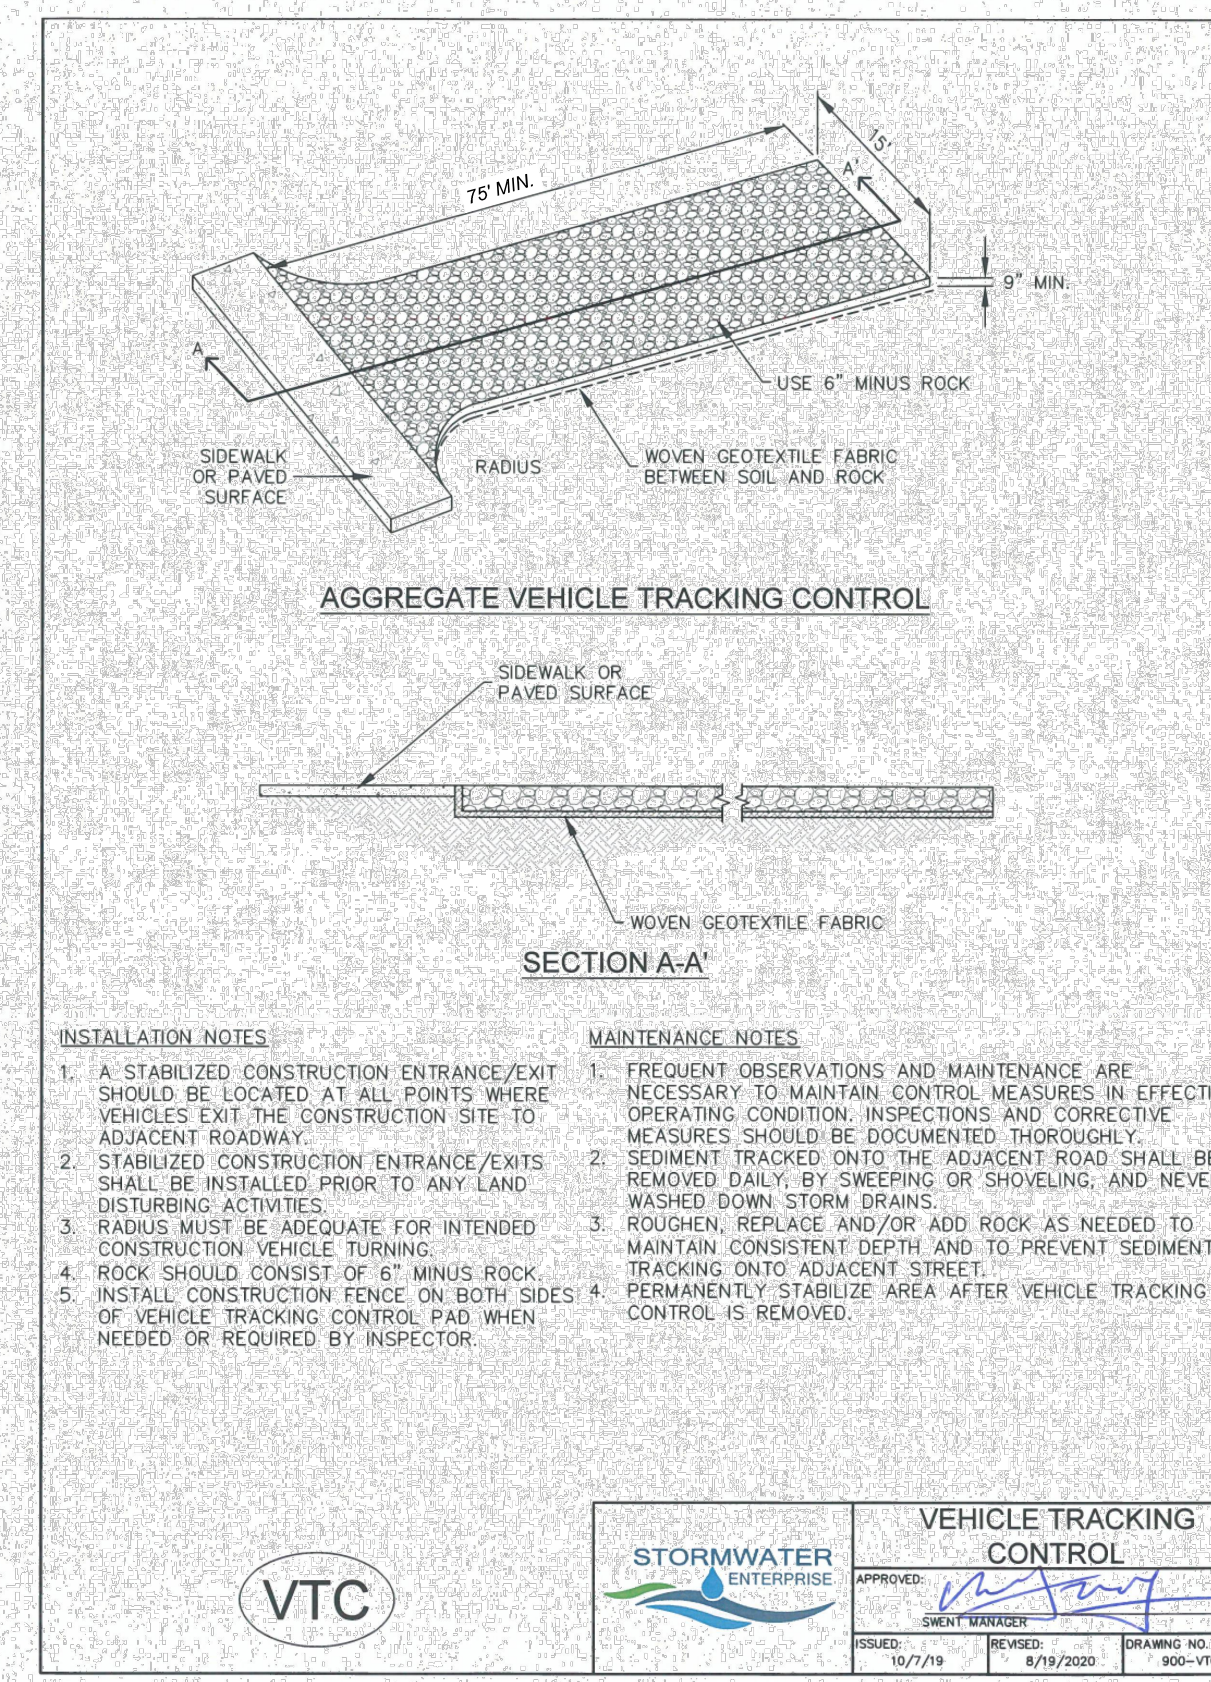 15'
A'
75' MIN.
9" MIN.
A
USE 6" MINUS ROCK
SIDEWALK
OR PAVED
SURFACE
RADIUS
WOVEN GEOTEXTILE FABRIC
BETWEEN SOIL AND ROCK
AGGREGATE VEHICLE TRACKING CONTROL
SIDEWALK OR
PAVED SURFACE
WOVEN GEOTEXTILE FABRIC
SECTION A-A'
INSTALLATION NOTES
1. A STABILIZED CONSTRUCTION ENTRANCE/EXIT
SHOULD BE LOCATED AT ALL POINTS WHERE
VEHICLES EXIT THE CONSTRUCTION SITE TO
ADJACENT ROADWAY.
2. STABILIZED CONSTRUCTION ENTRANCE/EXITS
SHALL BE INSTALLED PRIOR TO ANY LAND
DISTURBING ACTIVITIES.
3. RADIUS MUST BE ADEQUATE FOR INTENDED
CONSTRUCTION VEHICLE TURNING.
4. ROCK SHOULD CONSIST OF 6" MINUS ROCK.
5. INSTALL CONSTRUCTION FENCE ON BOTH SIDES
OF VEHICLE TRACKING CONTROL PAD WHEN
NEEDED OR REQUIRED BY INSPECTOR.
MAINTENANCE NOTES
1. FREQUENT OBSERVATIONS AND MAINTENANCE ARE
NECESSARY TO MAINTAIN CONTROL MEASURES IN EFFECTI
OPERATING CONDITION. INSPECTIONS AND CORRECTIVE
MEASURES SHOULD BE DOCUMENTED THOROUGHLY.
2. SEDIMENT TRACKED ONTO THE ADJACENT ROAD SHALL BE
REMOVED DAILY, BY SWEEPING OR SHOVELING, AND NEVE
WASHED DOWN STORM DRAINS.
3. ROUGHEN, REPLACE AND/OR ADD ROCK AS NEEDED TO
MAINTAIN CONSISTENT DEPTH AND TO PREVENT SEDIMENT
TRACKING ONTO ADJACENT STREET.
4. PERMANENTLY STABILIZE AREA AFTER VEHICLE TRACKING
CONTROL IS REMOVED.
VTC
STORMWATER
ENTERPRISE
VEHICLE TRACKING
CONTROL
APPROVED:
SWENT MANAGER
ISSUED:
10/7/19
REVISED:
8/19/2020
DRAWING NO.
900-VT